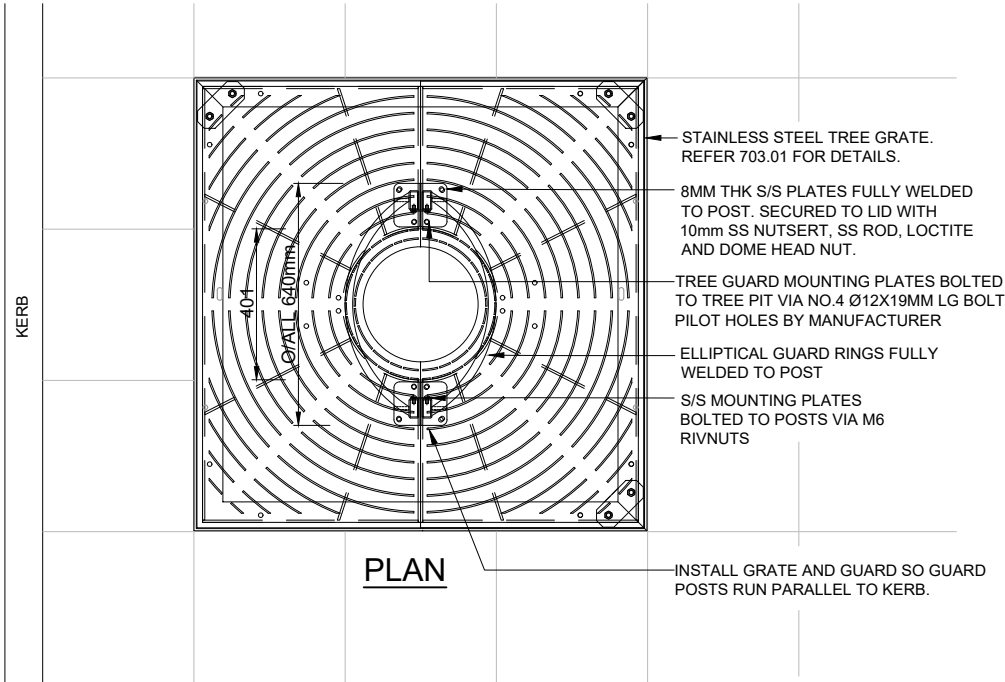 STAINLESS STEEL TREE GRATE.
REFER 703.01 FOR DETAILS.
8MM THK S/S PLATES FULLY WELDED
TO POST. SECURED TO LID WITH
10mm SS NUTSERT, SS ROD, LOCTITE
AND DOME HEAD NUT.
TREE GUARD MOUNTING PLATES BOLTED
TO TREE PIT VIA NO.4 Ø12X19MM LG BOLT
PILOT HOLES BY MANUFACTURER
ELLIPTICAL GUARD RINGS FULLY
WELDED TO POST
S/S MOUNTING PLATES
BOLTED TO POSTS VIA M6
RIVNUTS
KERB
401
O/ALL 640mm
PLAN
INSTALL GRATE AND GUARD SO GUARD
POSTS RUN PARALLEL TO KERB.